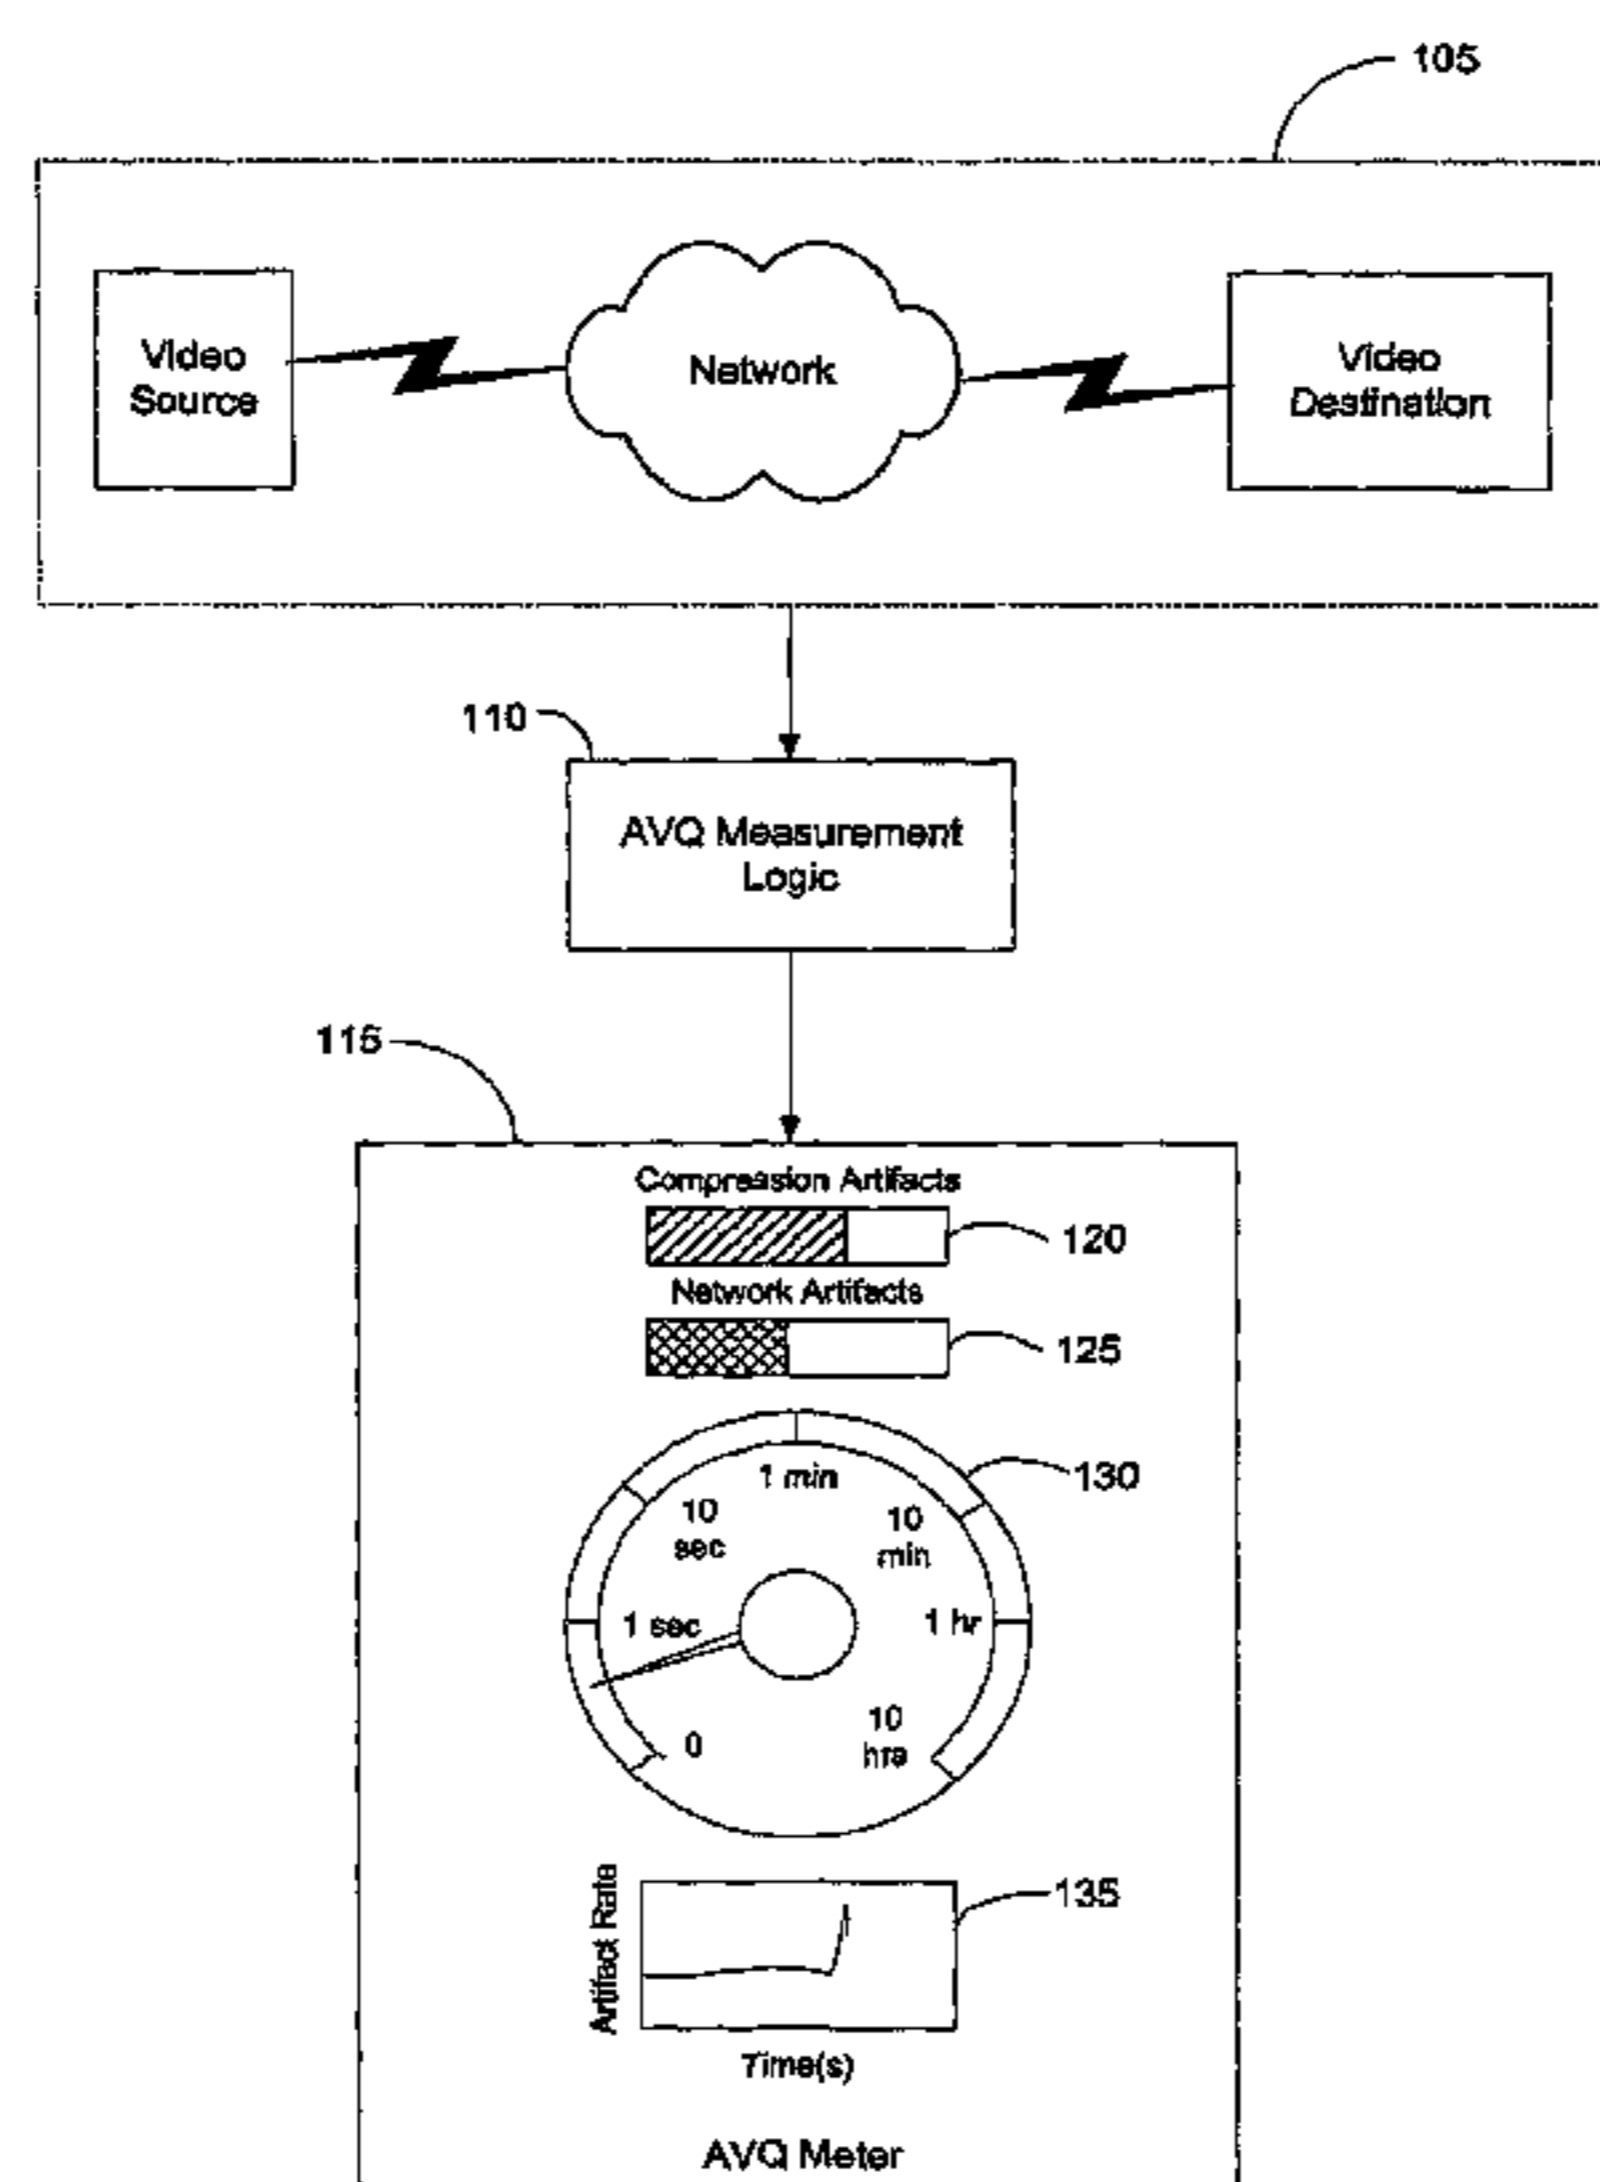 105
Video
Source
Network
Video
Destination
110
AVQ Measurement
Logic
115
Compression Artifacts
120
Network Artifacts
125
130
1 min
10
sec
10
min
1 sec
1 hr
0
10
hrs
Artifact Rate
135
Time(s)
AVQ Meter